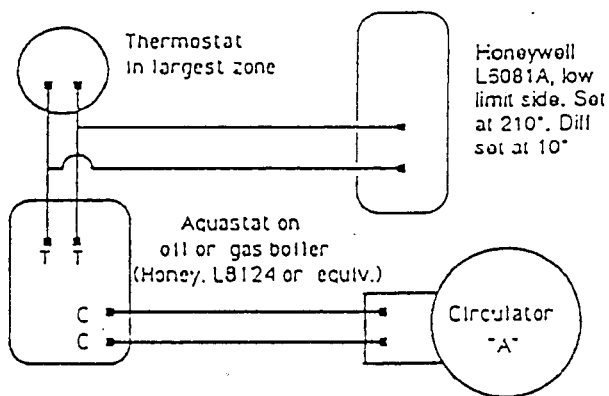 Thermostat
in largest zone
Honeywell
L6081A, low
limit side. Set
at 210°. Diff
set at 10°
T T
Aquastat on
oil or gas boiler
(Honey. L8124 or equiv.)
C
C
Circulator
"A"